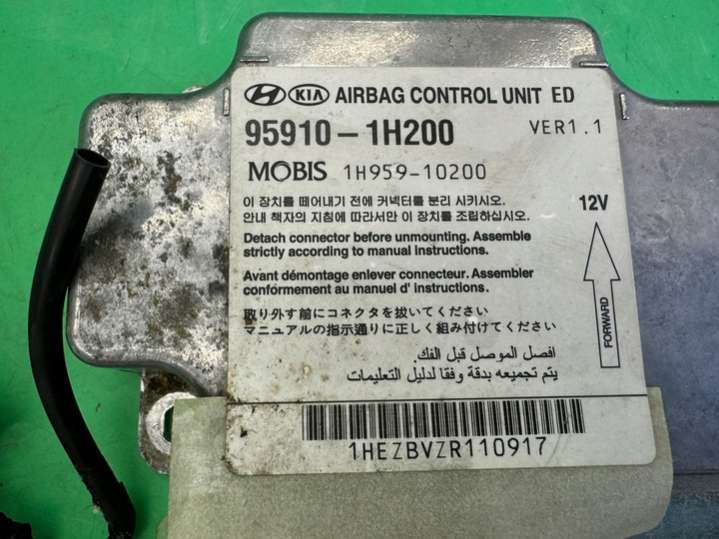 KIA AIRBAG CONTROL UNIT ED
95910-1H200 VER1.1
MOBIS 1H959-10200
이 장치를 떼어내기 전에 커넥터를 분리 시키시오.
안내 책자의 지침에 따라서만 이 장치를 조립하십시오.
12V
Detach connector before unmounting. Assemble
strictly according to manual instructions.
Avant démontage enlever connecteur. Assembler
conformement au manuel d' instructions.
FORWARD
取り外す前にコネクタを抜いてください
マニュアルの指示通りに正しく組み付けてください
افصل الموصل قبل الفك.
يتم تجميعه بدقة وفقا لدليل التعليمات
1HEZBVZR110917